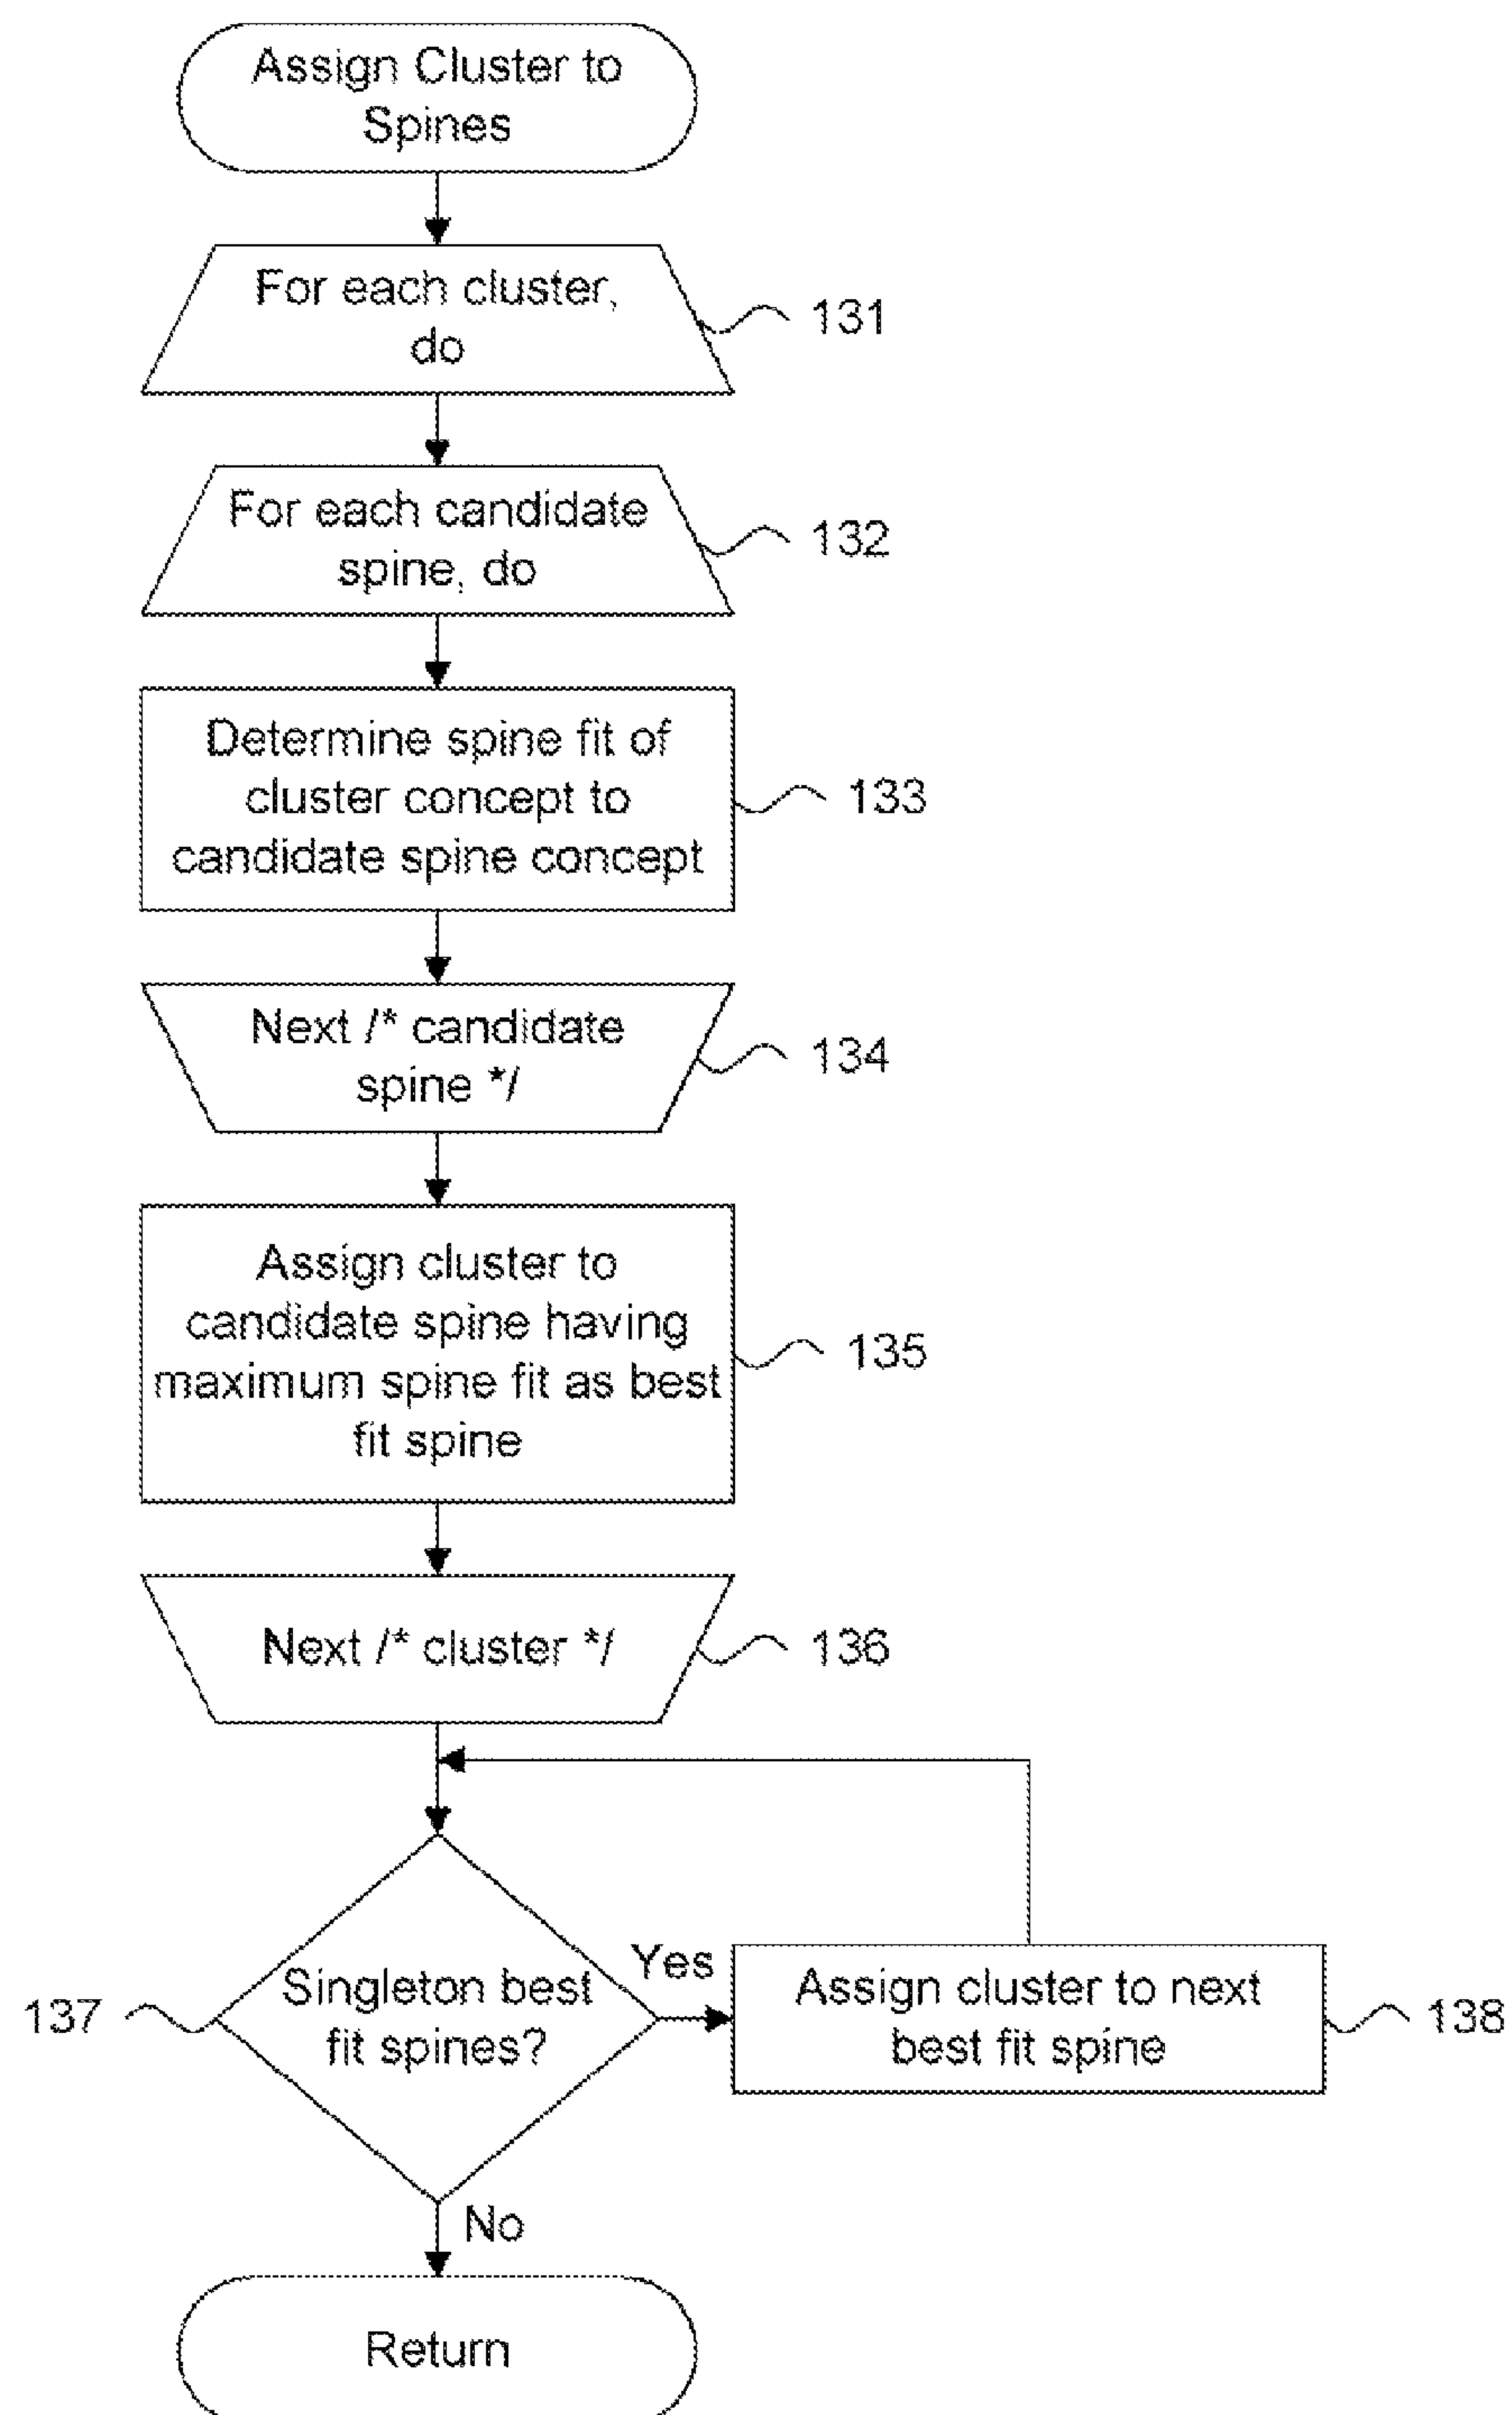 Assign Cluster to
Spines
For each cluster,
do
131
For each candidate
spine, do
132
Determine spine fit of
cluster concept to
candidate spine concept
133
Next /* candidate
spine */
134
Assign cluster to
candidate spine having
maximum spine fit as best
fit spine
135
Next /* cluster */
136
137
Singleton best
fit spines?
Yes
Assign cluster to next
best fit spine
138
No
Return